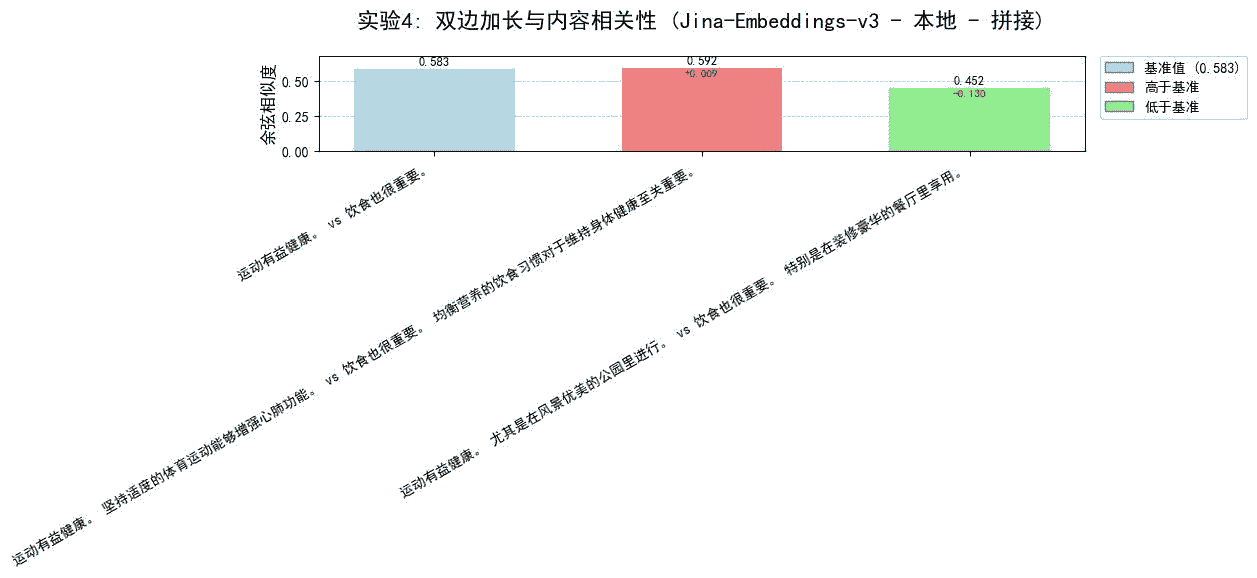 实验4: 双边加长与内容相关性 (Jina-Embeddings-v3 - 本地 - 拼接)
余弦相似度
0.50
0.25
0.00
0.583
0.592
+0.009
0.452
-0.130
基准值 (0.583)
高于基准
低于基准
运动有益健康。 vs 饮食也很重要。
运动有益健康。 坚持适度的体育运动能够增强心肺功能。 vs 饮食也很重要。 均衡营养的饮食习惯对于维持身体健康至关重要。
运动有益健康。 尤其是在风景优美的公园里进行。 vs 饮食也很重要。 特别是在装修豪华的餐厅里享用。